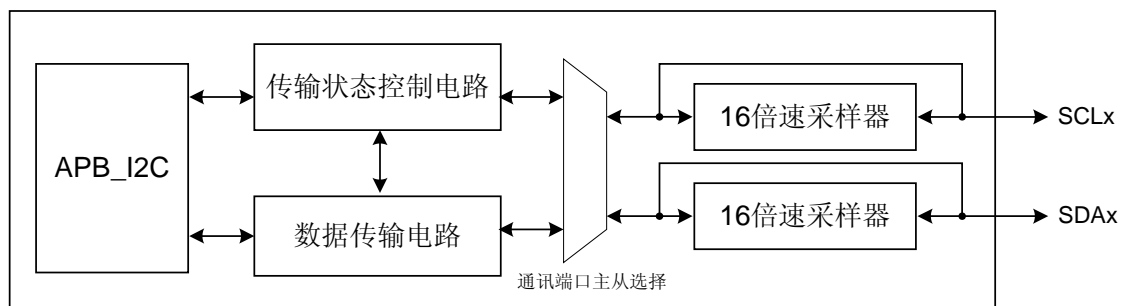 传输状态控制电路
APB_I2C
数据传输电路
16倍速采样器
SCLx
16倍速采样器
SDAx
通讯端口主从选择